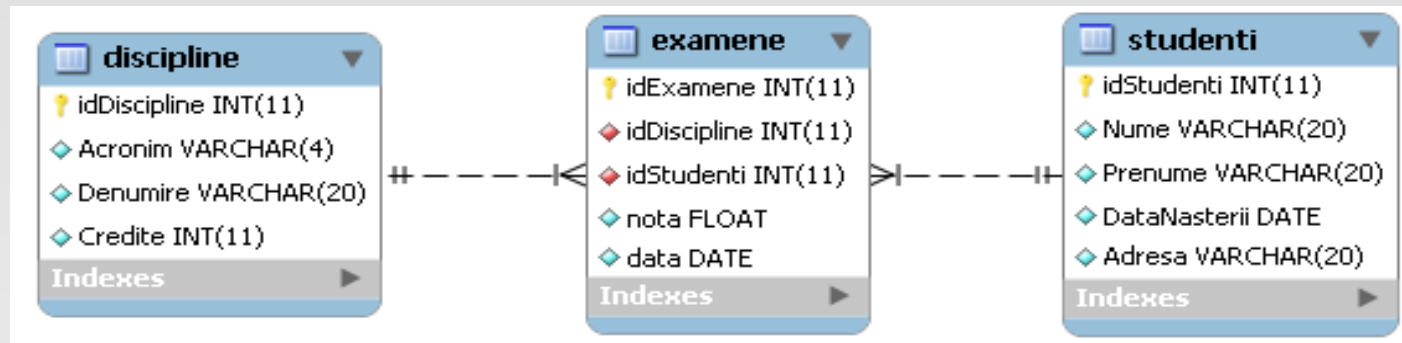 discipline
idDiscipline INT(11)
Acronim VARCHAR(4)
Denumire VARCHAR(20)
Credite INT(11)
Indexes
examene
idExamene INT(11)
idDiscipline INT(11)
idStudenti INT(11)
nota FLOAT
data DATE
Indexes
studenti
idStudenti INT(11)
Nume VARCHAR(20)
Prenume VARCHAR(20)
DataNasterii DATE
Adresa VARCHAR(20)
Indexes